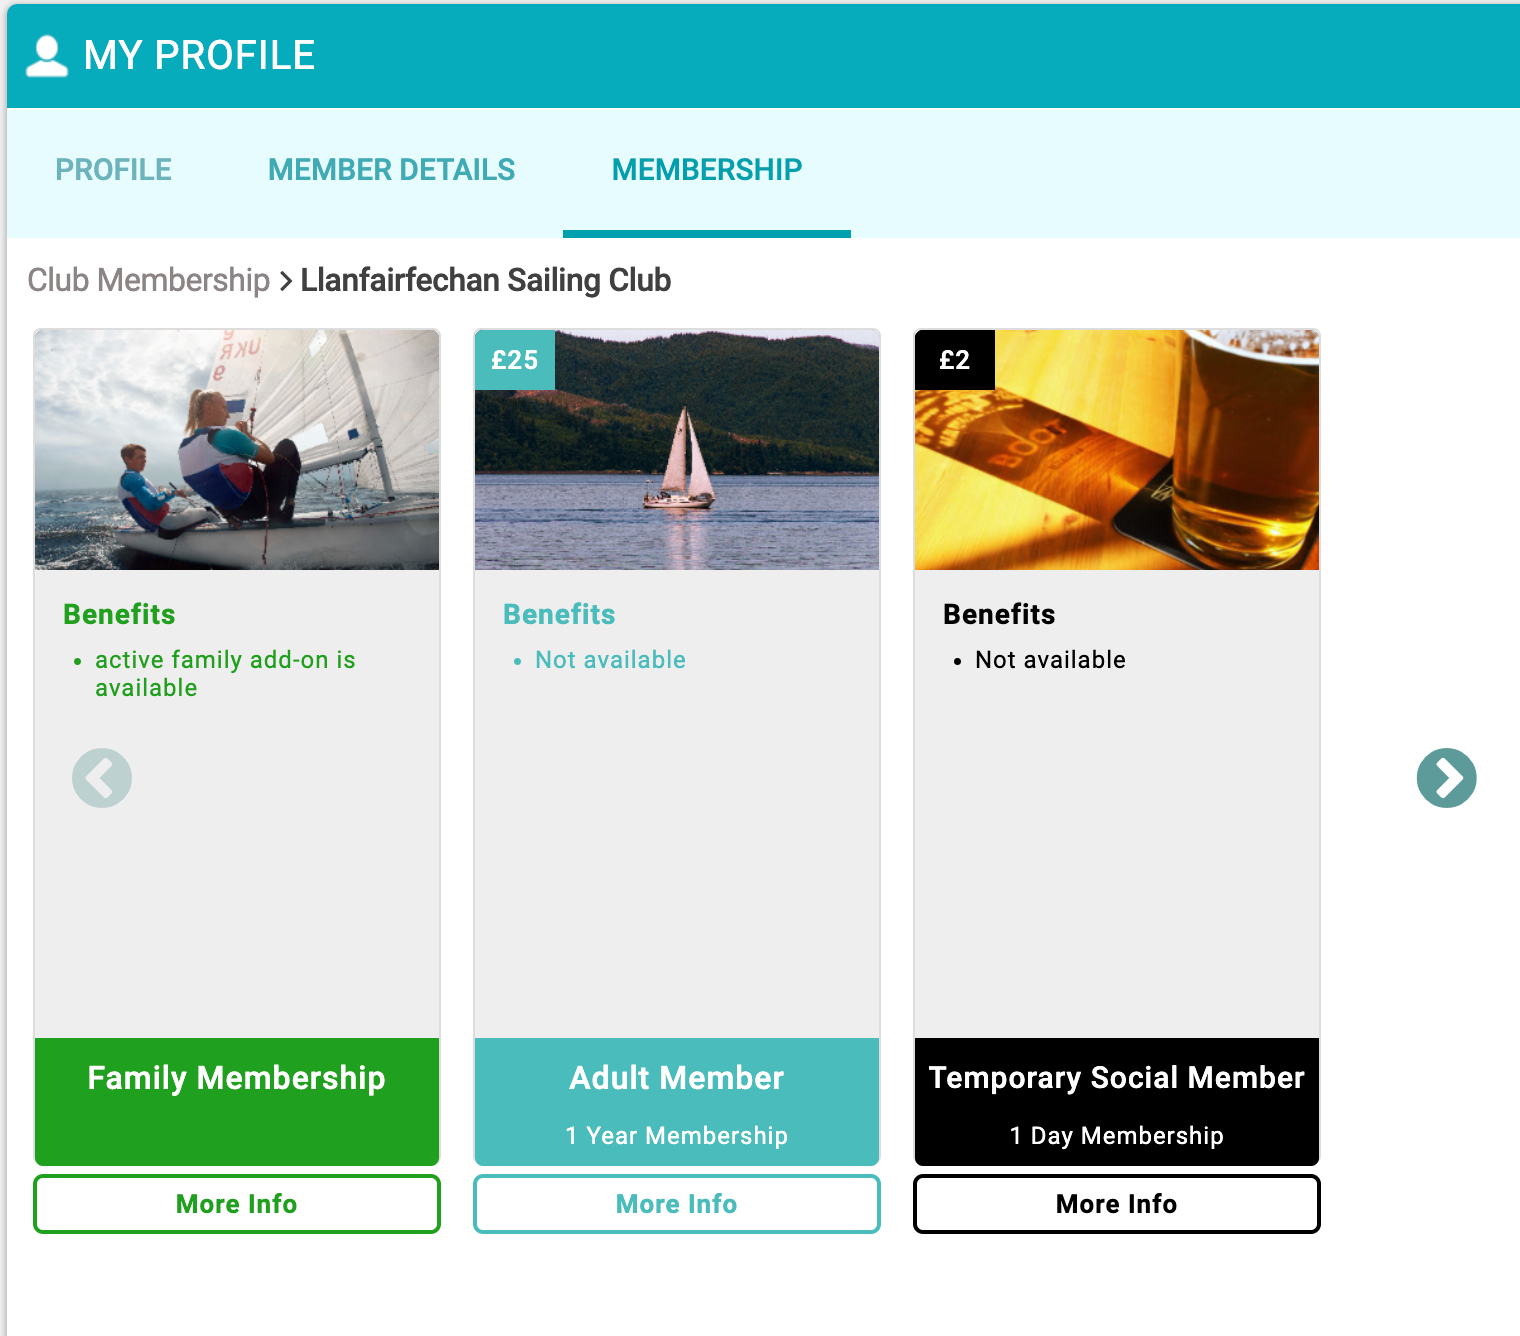 MY PROFILE
PROFILE
MEMBER DETAILS
MEMBERSHIP
Club Membership > Llanfairfechan Sailing Club
UKR
9
£25
£2
Benefits
• active family add-on is
available
Benefits
• Not available
Benefits
• Not available
Family Membership
Adult Member
1 Year Membership
Temporary Social Member
1 Day Membership
More Info
More Info
More Info